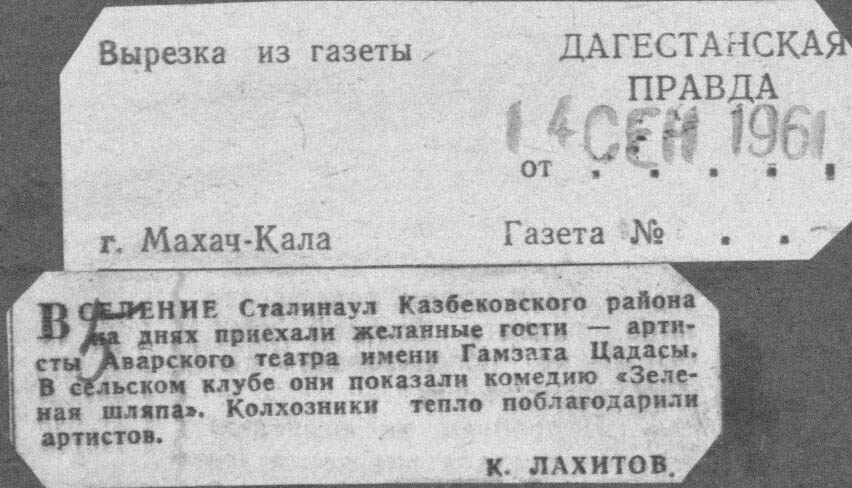 Вырезка из газеты ДАГЕСТАНСКАЯ
ПРАВДА
14 СЕН 1961
от . . . . .
г. Махач-Кала Газета № . .
В СЕЛЕНИЕ Сталинаул Казбековского района
на днях приехали желанные гости — арти-
сты Аварского театра имени Гамзата Цадасы.
В сельском клубе они показали комедию «Зеле-
ная шляпа». Колхозники тепло поблагодарили
артистов.
К. ЛАХИТОВ.